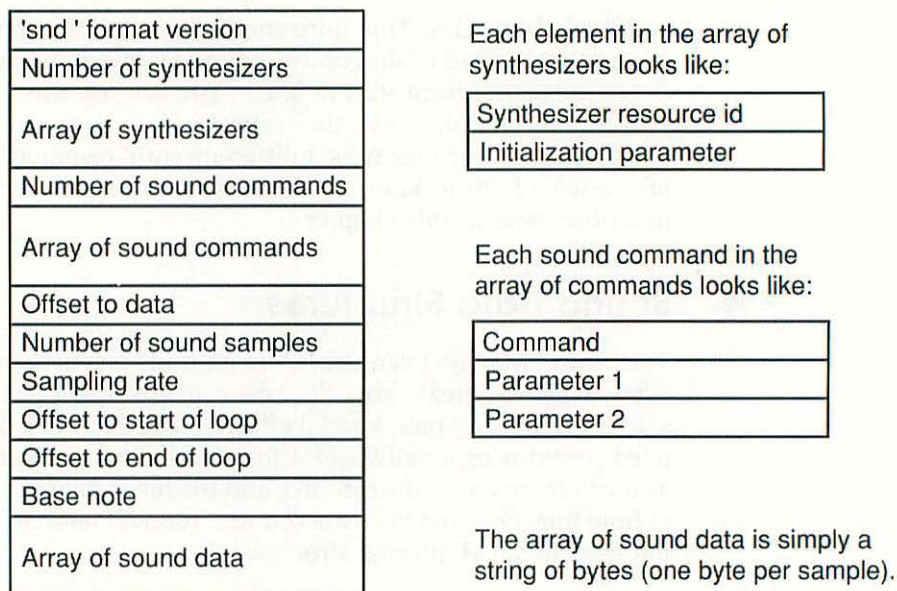 'snd ' format version
Number of synthesizers
Array of synthesizers
Number of sound commands
Array of sound commands
Offset to data
Number of sound samples
Sampling rate
Offset to start of loop
Offset to end of loop
Base note
Array of sound data
Each element in the array of
synthesizers looks like:
Synthesizer resource id
Initialization parameter
Each sound command in the
array of commands looks like:
Command
Parameter 1
Parameter 2
The array of sound data is simply a
string of bytes (one byte per sample).